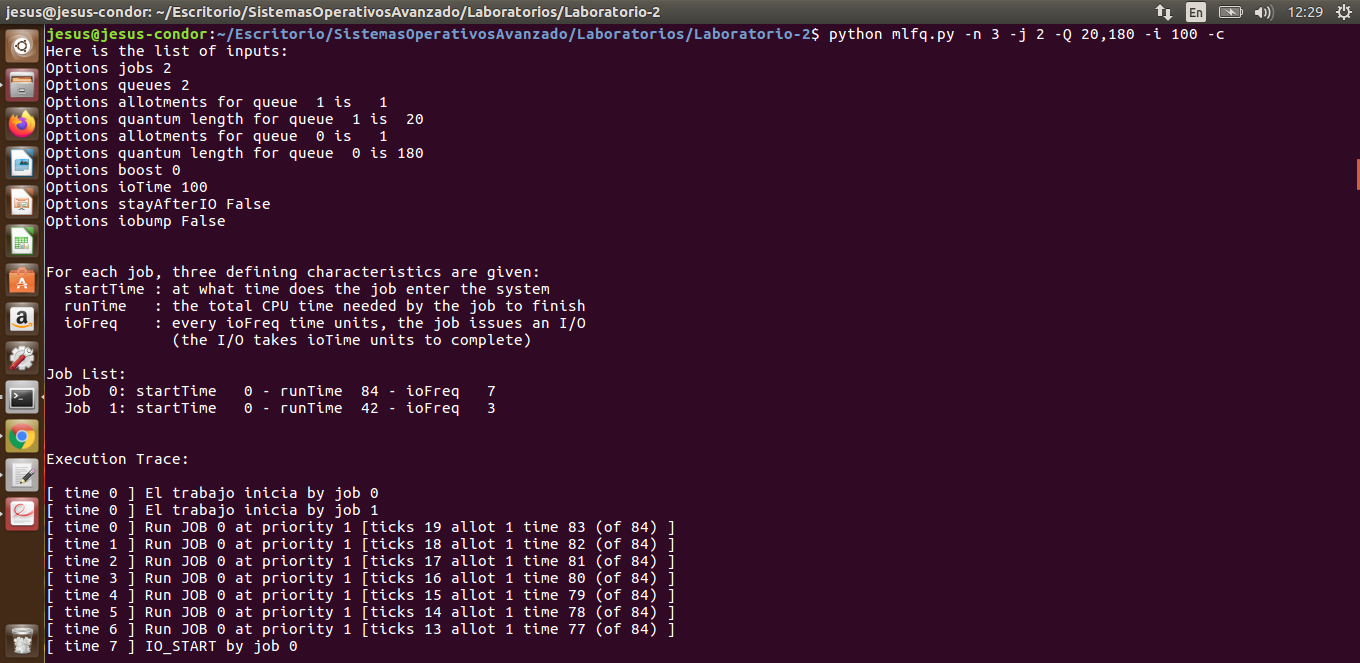 jesus@jesus-condor: ~/Escritorio/SistemasOperativosAvanzado/Laboratorios/Laboratorio-2
En
12:29
jesus@jesus-condor:~/Escritorio/SistemasOperativosAvanzado/Laboratorios/Laboratorio-2$ python mlfq.py -n 3 -j 2 -Q 20,180 -i 100 -c
Here is the list of inputs:
Options jobs 2
Options queues 2
Options allotments for queue  1 is   1
Options quantum length for queue  1 is  20
Options allotments for queue  0 is   1
Options quantum length for queue  0 is 180
Options boost 0
Options ioTime 100
Options stayAfterIO False
Options iobump False
For each job, three defining characteristics are given:
  startTime : at what time does the job enter the system
  runTime   : the total CPU time needed by the job to finish
  ioFreq    : every ioFreq time units, the job issues an I/O
              (the I/O takes ioTime units to complete)
Job List:
  Job  0: startTime   0 - runTime  84 - ioFreq   7
  Job  1: startTime   0 - runTime  42 - ioFreq   3
Execution Trace:
[ time 0 ] El trabajo inicia by job 0
[ time 0 ] El trabajo inicia by job 1
[ time 0 ] Run JOB 0 at priority 1 [ticks 19 allot 1 time 83 (of 84) ]
[ time 1 ] Run JOB 0 at priority 1 [ticks 18 allot 1 time 82 (of 84) ]
[ time 2 ] Run JOB 0 at priority 1 [ticks 17 allot 1 time 81 (of 84) ]
[ time 3 ] Run JOB 0 at priority 1 [ticks 16 allot 1 time 80 (of 84) ]
[ time 4 ] Run JOB 0 at priority 1 [ticks 15 allot 1 time 79 (of 84) ]
[ time 5 ] Run JOB 0 at priority 1 [ticks 14 allot 1 time 78 (of 84) ]
[ time 6 ] Run JOB 0 at priority 1 [ticks 13 allot 1 time 77 (of 84) ]
[ time 7 ] IO_START by job 0